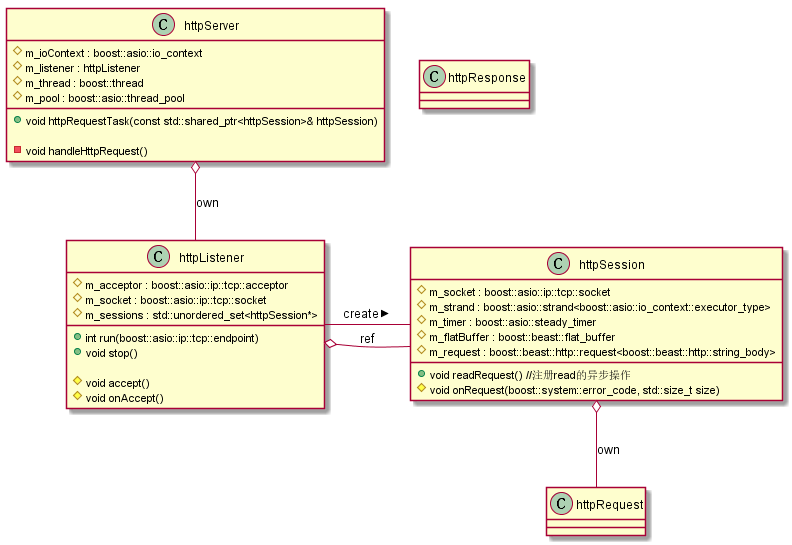 C httpServer
m_ioContext : boost::asio::io_context
m_listener : httpListener
m_thread : boost::thread
m_pool : boost::asio::thread_pool
void httpRequestTask(const std::shared_ptr<httpSession>& httpSession)
void handleHttpRequest()
C httpResponse
own
C httpListener
m_acceptor : boost::asio::ip::tcp::acceptor
m_socket : boost::asio::ip::tcp::socket
m_sessions : std::unordered_set<httpSession*>
int run(boost::asio::ip::tcp::endpoint)
void stop()
void accept()
void onAccept()
create
ref
C httpSession
m_socket : boost::asio::ip::tcp::socket
m_strand : boost::asio::strand<boost::asio::io_context::executor_type>
m_timer : boost::asio::steady_timer
m_flatBuffer : boost::beast::flat_buffer
m_request : boost::beast::http::request<boost::beast::http::string_body>
void readRequest() //注册read的异步操作
void onRequest(boost::system::error_code, std::size_t size)
own
C httpRequest